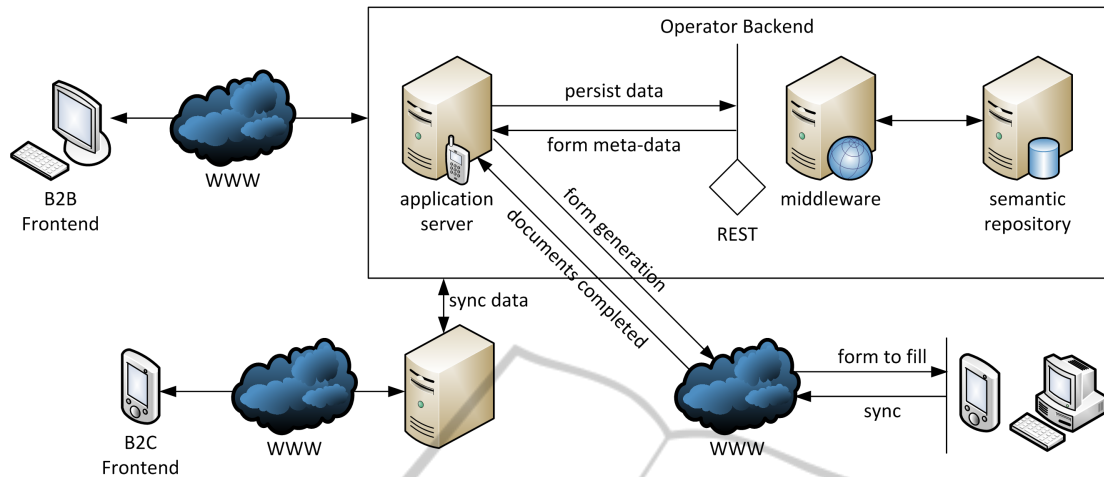 Operator Backend
persist data
form meta-data
WWW
B2B
Frontend
application
server
REST
middleware
semantic
repository
form generation
documents completed
sync data
form to fill
sync
B2C
Frontend
WWW
WWW